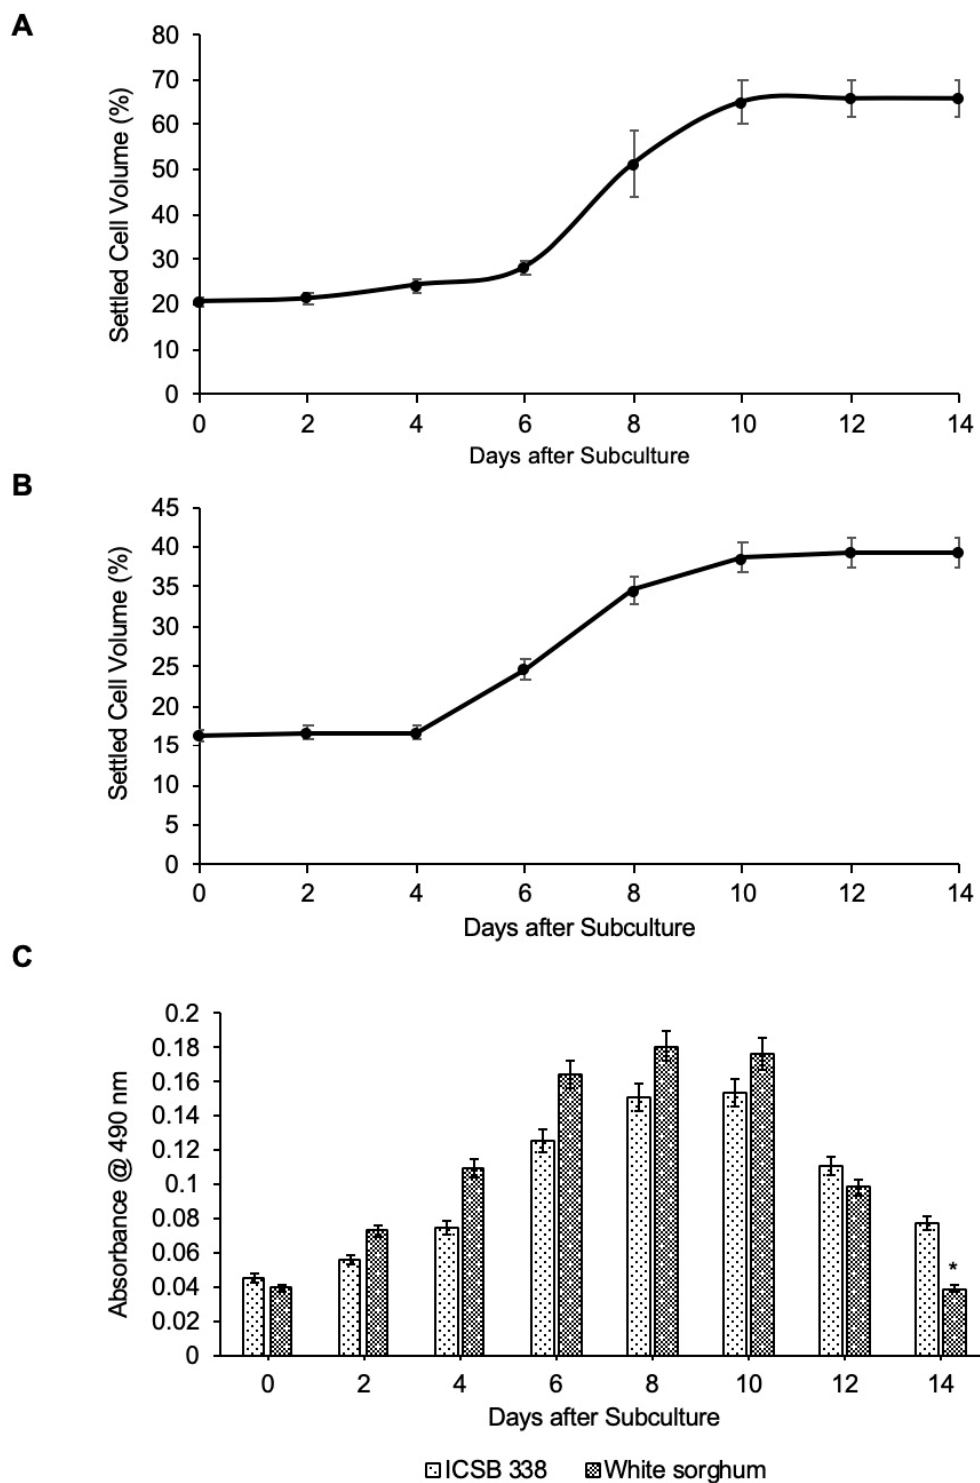 A
80
70
60
50
40
30
20
10
0
Settled Cell Volume (%)
0 2 4 6 8 10 12 14
Days after Subculture
B
45
40
35
30
25
20
15
10
5
0
Settled Cell Volume (%)
0 2 4 6 8 10 12 14
Days after Subculture
C
0.2
0.18
0.16
0.14
0.12
0.1
0.08
0.06
0.04
0.02
0
Absorbance @ 490 nm
*
0 2 4 6 8 10 12 14
Days after Subculture
ICSB 338 White sorghum